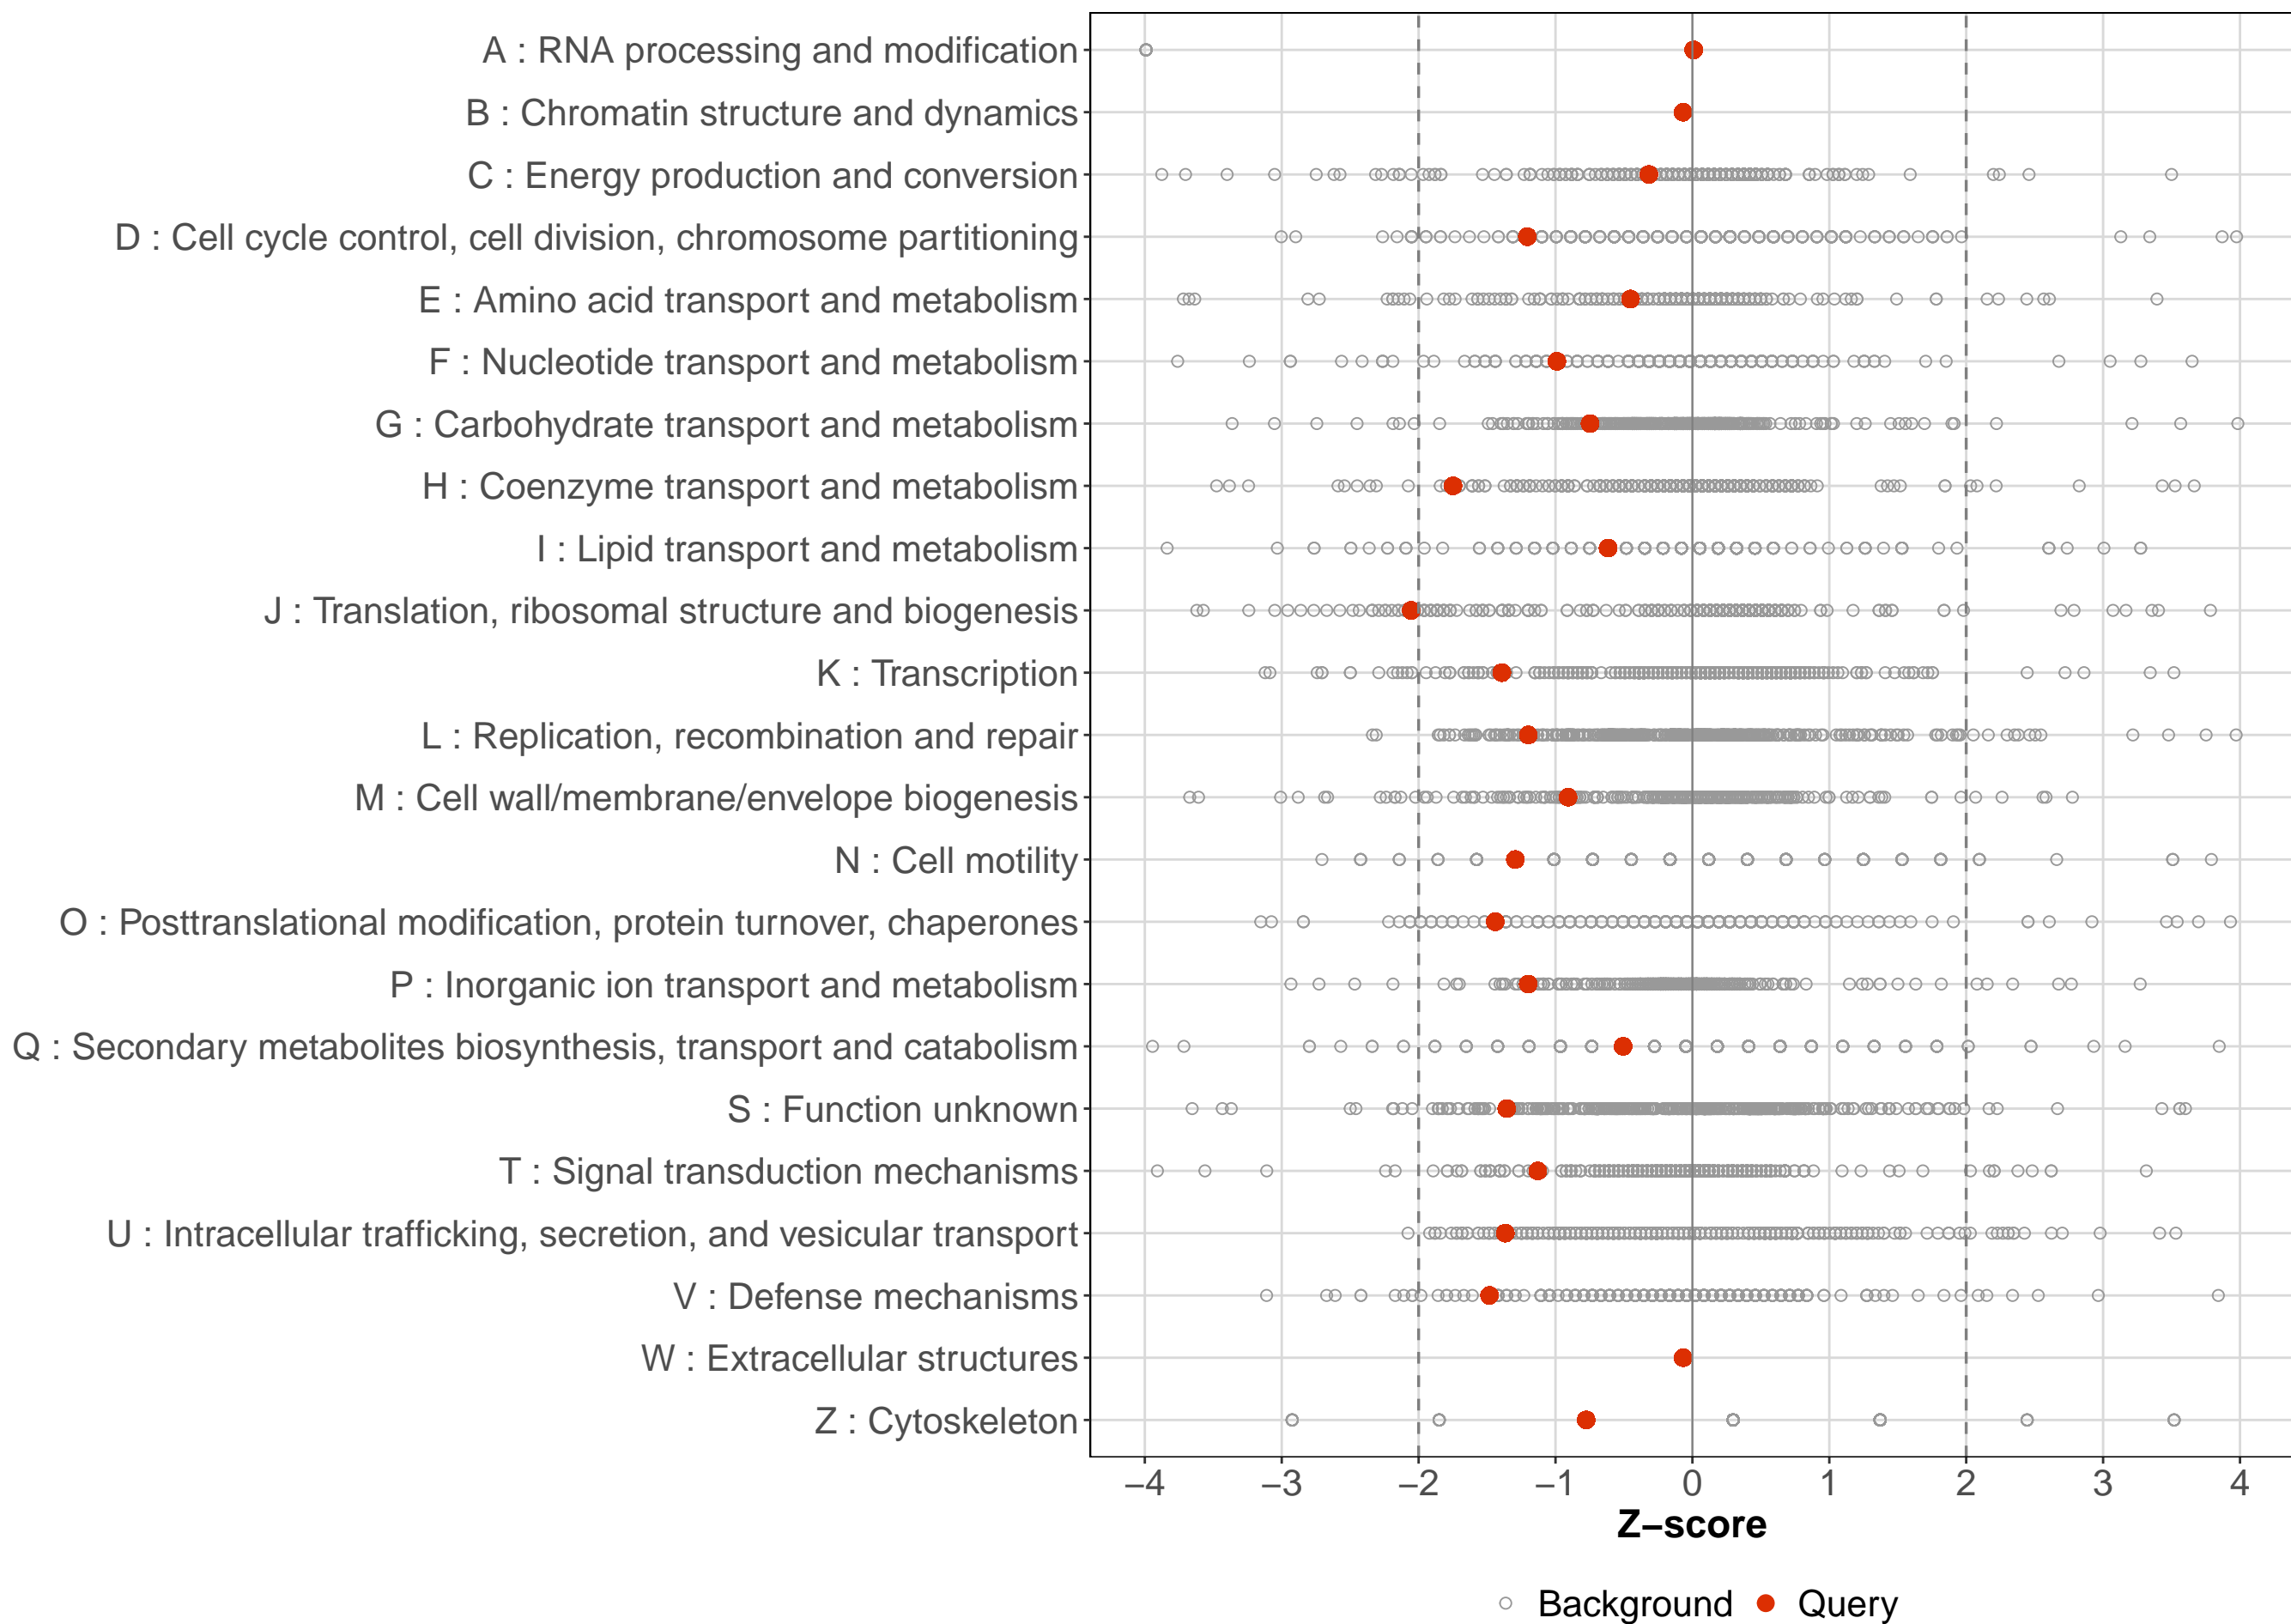 A : RNA processing and modification
B : Chromatin structure and dynamics
C : Energy production and conversion
D : Cell cycle control, cell division, chromosome partitioning
E : Amino acid transport and metabolism
F : Nucleotide transport and metabolism
G : Carbohydrate transport and metabolism
H : Coenzyme transport and metabolism
I : Lipid transport and metabolism
J : Translation, ribosomal structure and biogenesis
K : Transcription
L : Replication, recombination and repair
M : Cell wall/membrane/envelope biogenesis
N : Cell motility
O : Posttranslational modification, protein turnover, chaperones
P : Inorganic ion transport and metabolism
Q : Secondary metabolites biosynthesis, transport and catabolism
S : Function unknown
T : Signal transduction mechanisms
U : Intracellular trafficking, secretion, and vesicular transport
V : Defense mechanisms
W : Extracellular structures
Z : Cytoskeleton
−4 −3 −2 −1 0 1 2 3 4
Z−score
Background Query